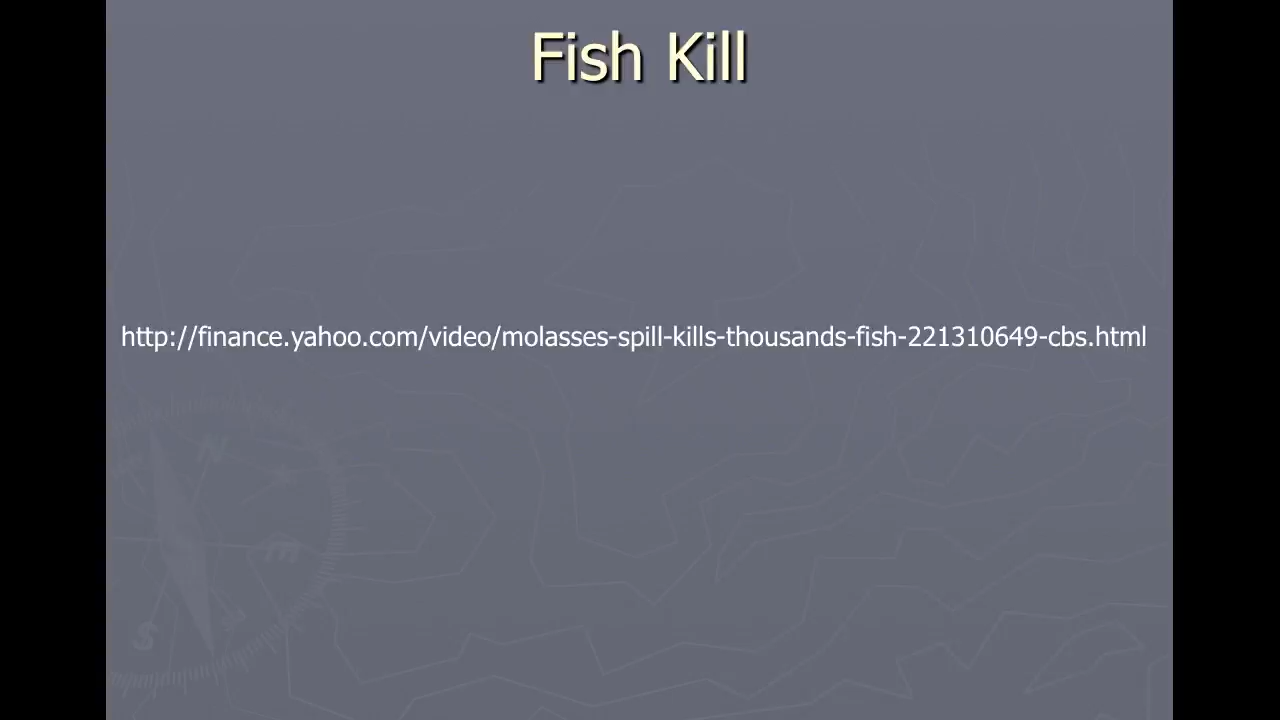 Fish Kill
http://finance.yahoo.com/video/molasses-spill-kills-thousands-fish-221310649-cbs.html
N
E
S